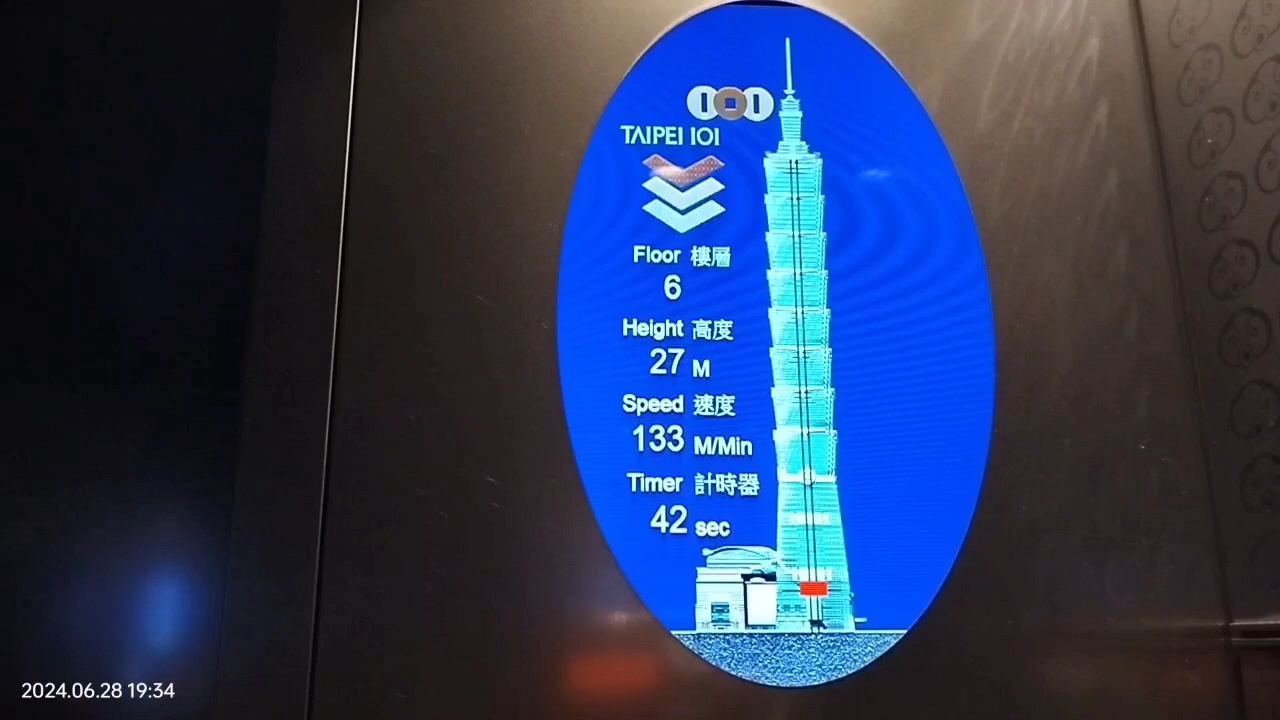 TAIPEI 101
Floor 樓層
6
Height 高度
27 M
Speed 速度
133 M/Min
Timer 計時器
42 sec
2024.06.28 19:34